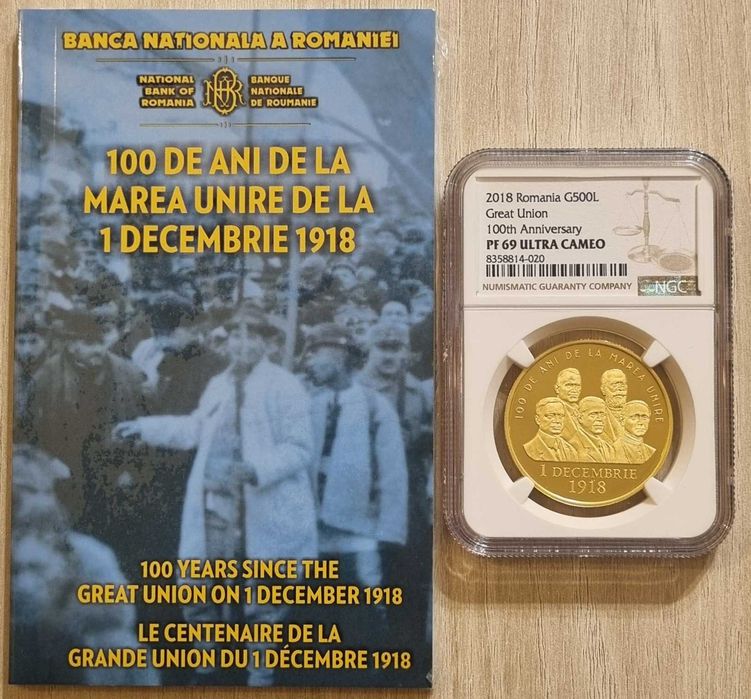 BANCA NATIONALA A ROMANIEI
NATIONAL
BANK OF
ROMANIA
BNR
BANQUE
NATIONALE
DE ROUMANIE
100 DE ANI DE LA
MAREA UNIRE DE LA
1 DECEMBRIE 1918
100 YEARS SINCE THE
GREAT UNION ON 1 DECEMBER 1918
LE CENTENAIRE DE LA
GRANDE UNION DU 1 DÉCEMBRE 1918
2018 Romania G500L
Great Union
100th Anniversary
PF 69 ULTRA CAMEO
8358814-020
NUMISMATIC GUARANTY COMPANY
NGC
100 DE ANI DE LA MAREA UNIRE
1 DECEMBRIE
1918